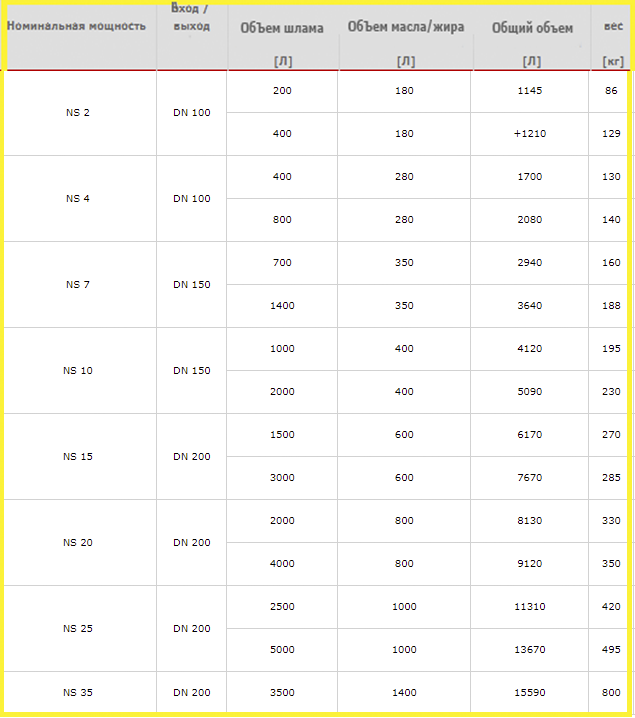 Номинальная мощность Вход / выход ОбЪем шлама [Л] ОбЪем масла/жира [Л] Общий объем [Л] вес [кг]
NS 2 DN 100 200 180 1145 86
400 180 +1210 129
NS 4 DN 100 400 280 1700 130
800 280 2080 140
NS 7 DN 150 700 350 2940 160
1400 350 3640 188
NS 10 DN 150 1000 400 4120 195
2000 400 5090 230
NS 15 DN 200 1500 600 6170 270
3000 600 7670 285
NS 20 DN 200 2000 800 8130 330
4000 800 9120 350
NS 25 DN 200 2500 1000 11310 420
5000 1000 13670 495
NS 35 DN 200 3500 1400 15590 800